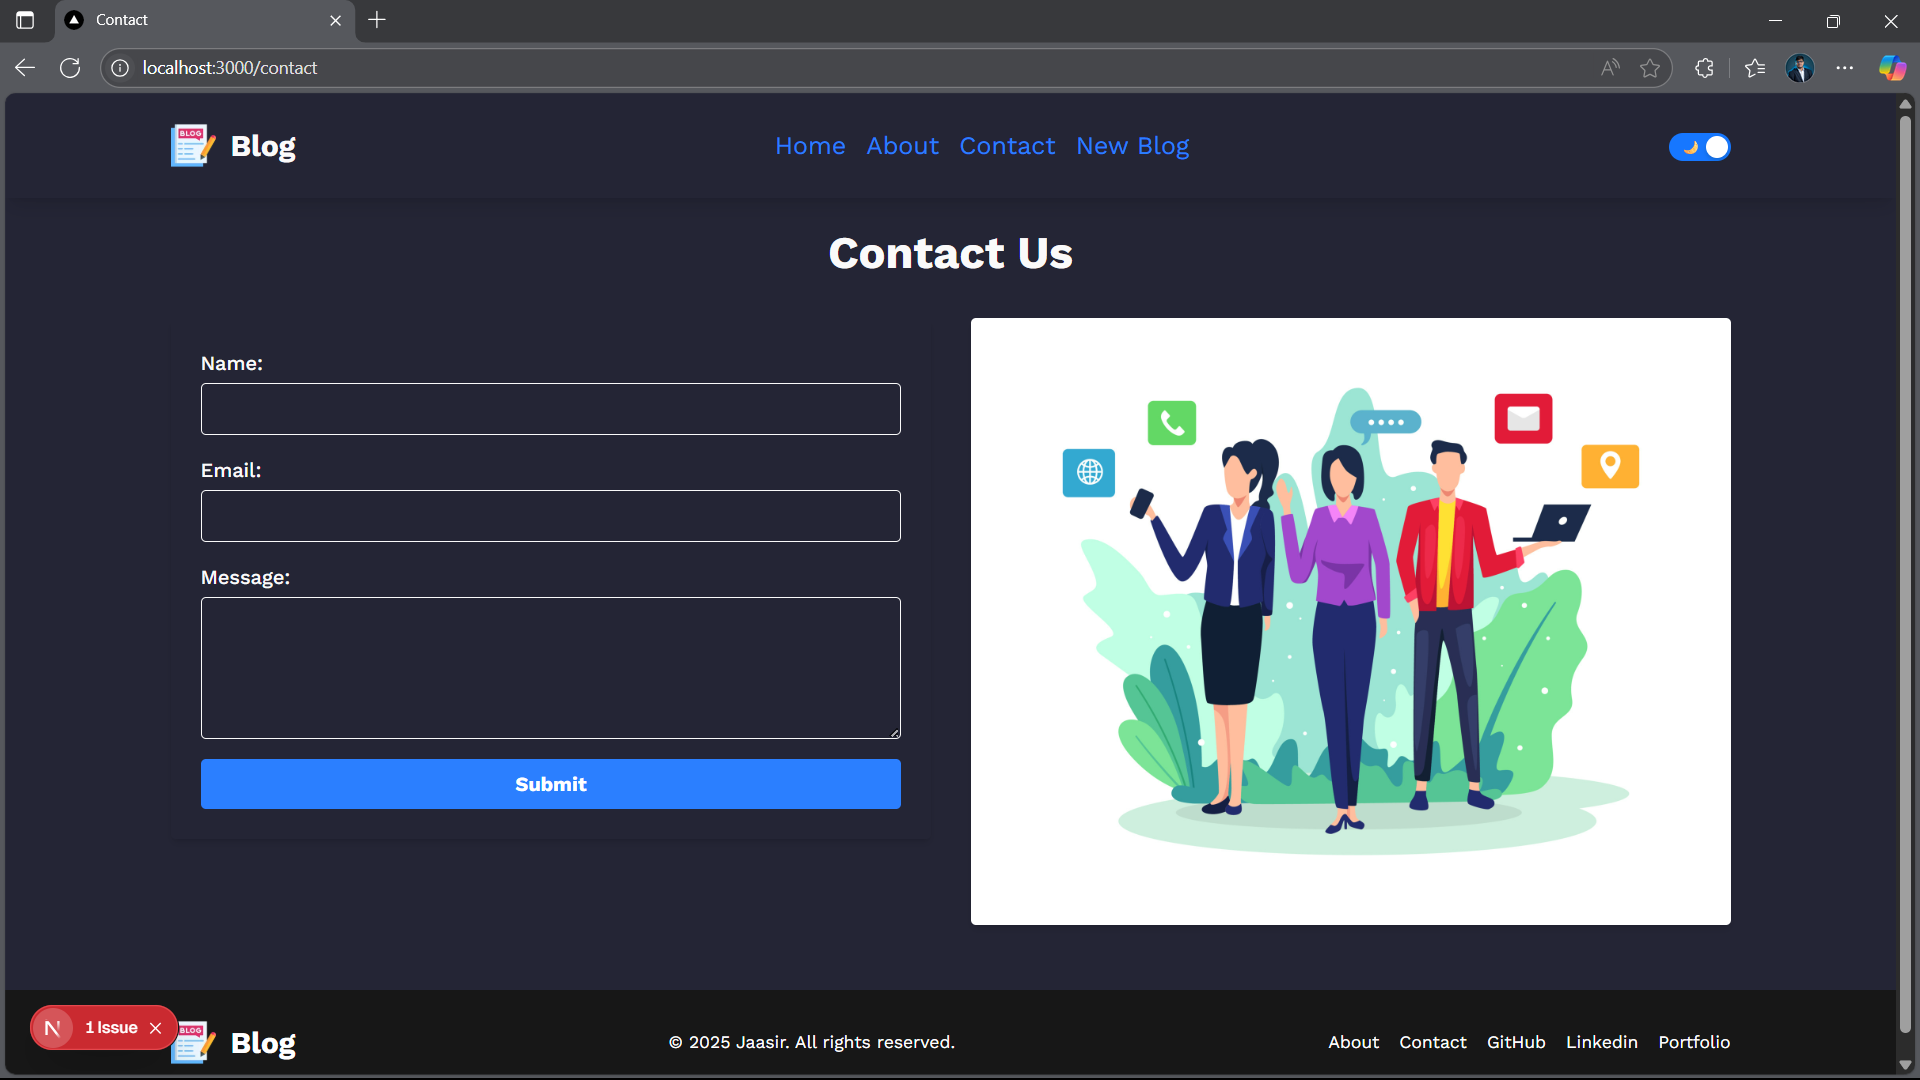 Contact
localhost:3000/contact
BLOG
Blog
Home About Contact New Blog
Contact Us
Name:
Email:
Message:
Submit
N 1 Issue
BLOG
Blog
© 2025 Jaasir. All rights reserved.
About Contact GitHub Linkedin Portfolio